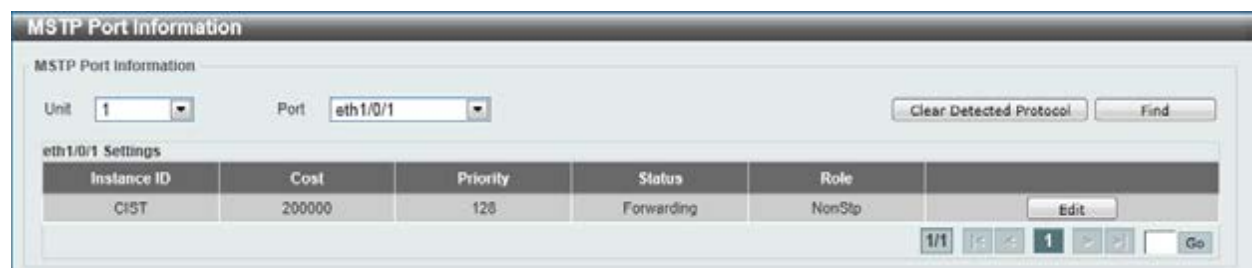 MSTP Port Information
MSTP Port Information
Unit 1 Port eth1/0/1 Clear Detected Protocol Find
eth1/0/1 Settings
Instance ID Cost Priority Status Role
CIST 200000 128 Forwarding NonStp Edit
1/1 |< < 1 > >| Go